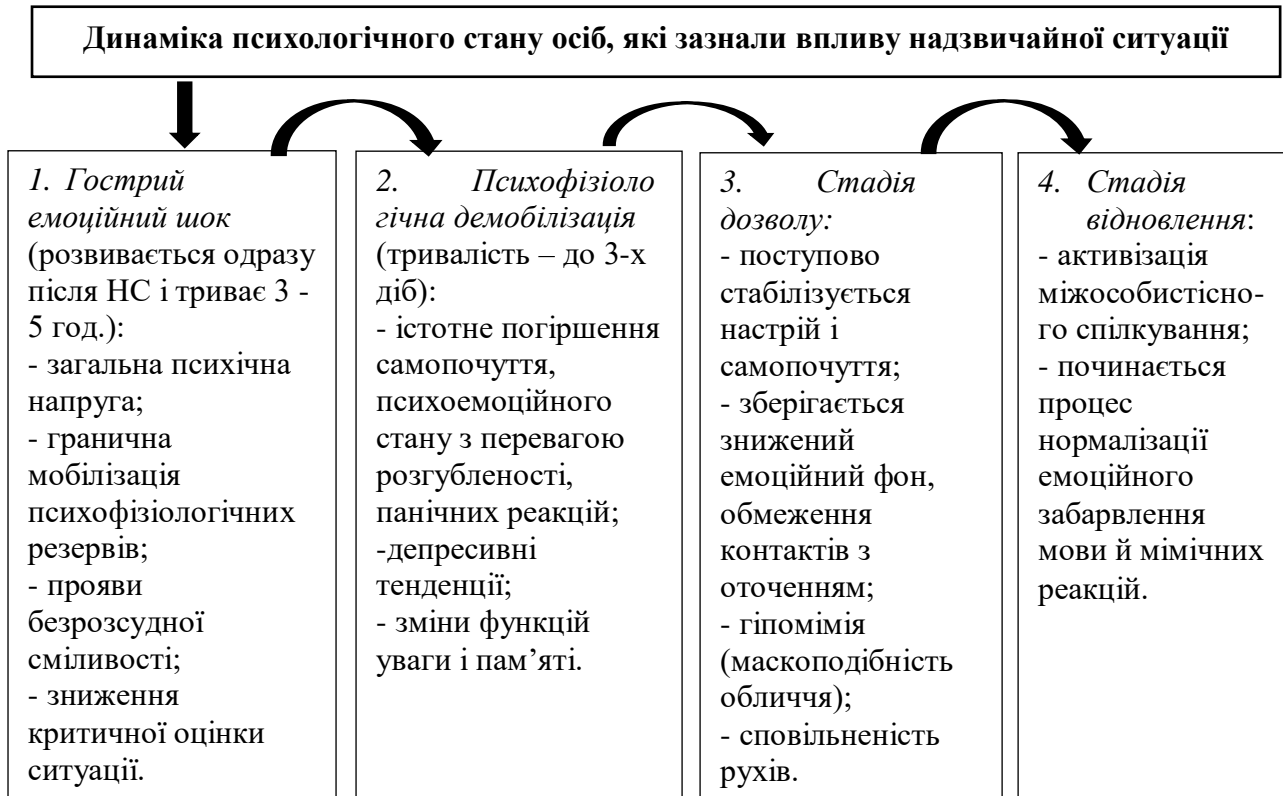 Динаміка психологічного стану осіб, які зазнали впливу надзвичайної ситуації
1. Гострий
емоційний шок
(розвивається одразу
після НС і триває 3 -
5 год.):
- загальна психічна
напруга;
- гранична
мобілізація
психофізіологічних
резервів;
- прояви
безрозсудної
сміливості;
- зниження
критичної оцінки
ситуації.
2. Психофізіоло
гічна демобілізація
(тривалість – до 3-х
діб):
- істотне погіршення
самопочуття,
психоемоційного
стану з перевагою
розгубленості,
панічних реакцій;
-депресивні
тенденції;
- зміни функцій
уваги і пам’яті.
3. Стадія
дозволу:
- поступово
стабілізується
настрій і
самопочуття;
- зберігається
знижений
емоційний фон,
обмеження
контактів з
оточенням;
- гіпомімія
(маскоподібність
обличчя);
- сповільненість
рухів.
4. Стадія
відновлення:
- активізація
міжособистісно-
го спілкування;
- починається
процес
нормалізації
емоційного
забарвлення
мови й мімічних
реакцій.